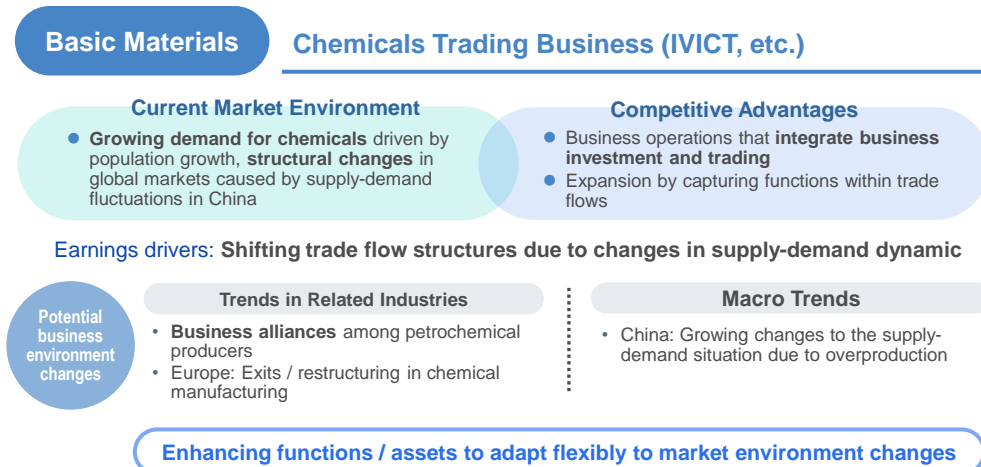 Basic Materials
Chemicals Trading Business (IVICT, etc.)
Current Market Environment
● Growing demand for chemicals driven by
population growth, structural changes in
global markets caused by supply-demand
fluctuations in China
Competitive Advantages
● Business operations that integrate business
investment and trading
● Expansion by capturing functions within trade
flows
Earnings drivers: Shifting trade flow structures due to changes in supply-demand dynamic
Potential
business
environment
changes
Trends in Related Industries
• Business alliances among petrochemical
producers
• Europe: Exits / restructuring in chemical
manufacturing
Macro Trends
• China: Growing changes to the supply-
demand situation due to overproduction
Enhancing functions / assets to adapt flexibly to market environment changes